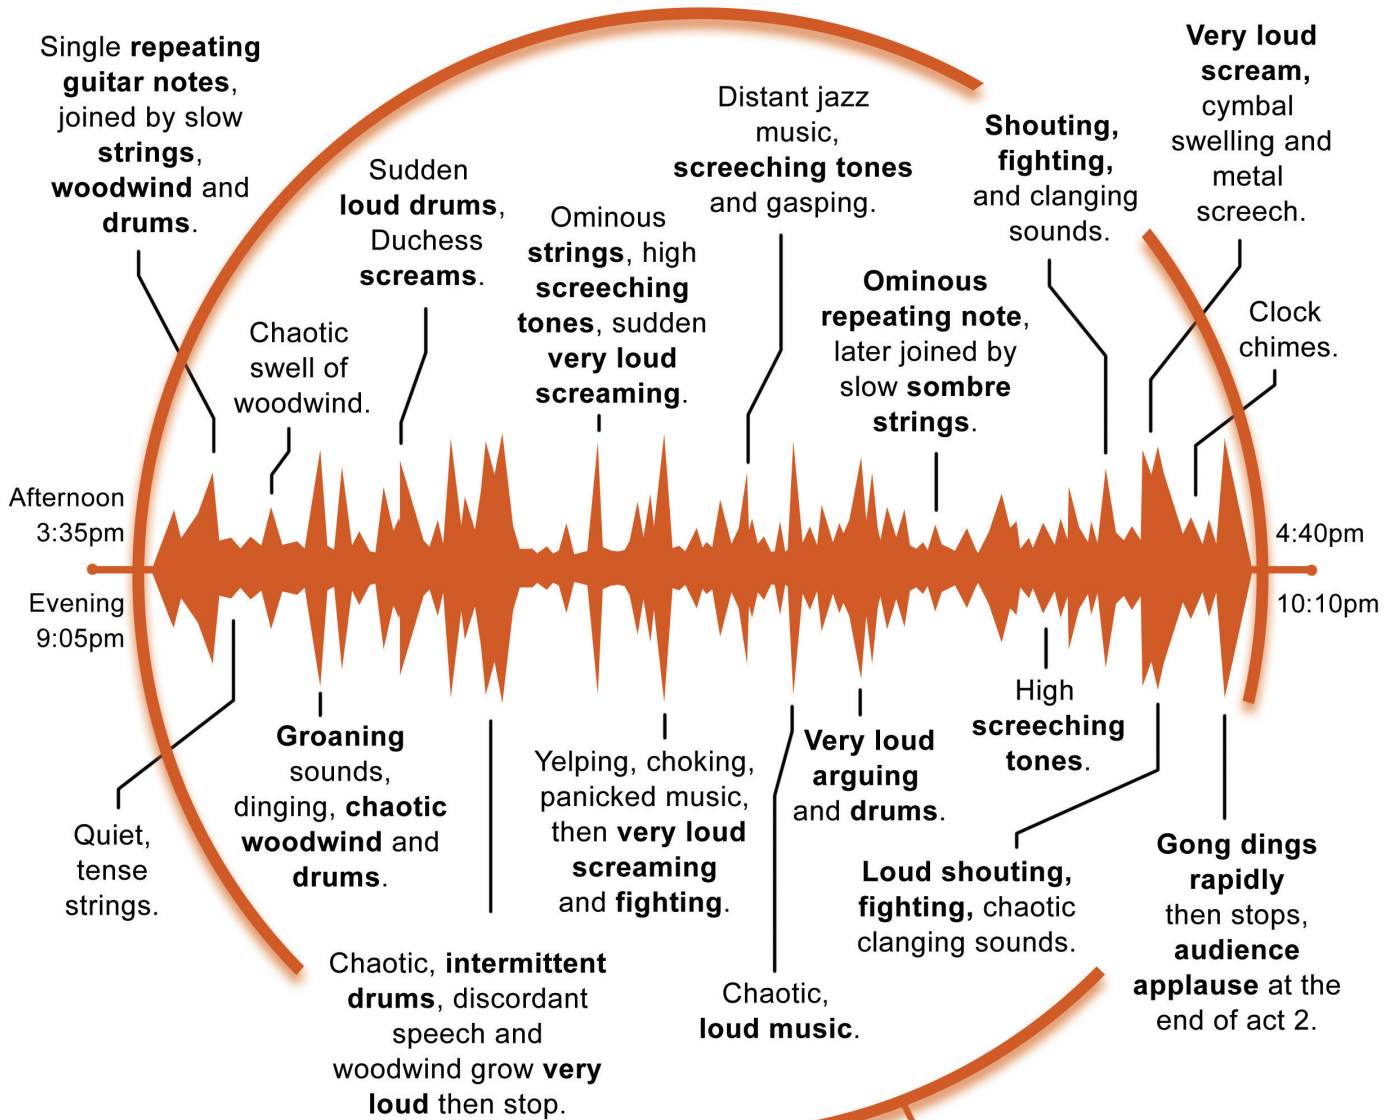 Single repeating
guitar notes,
joined by slow
strings,
woodwind and
drums.
Chaotic
swell of
woodwind.
Sudden
loud drums,
Duchess
screams.
Ominous
strings, high
screeching
tones, sudden
very loud
screaming.
Distant jazz
music,
screeching tones
and gasping.
Ominous
repeating note,
later joined by
slow sombre
strings.
Shouting,
fighting,
and clanging
sounds.
Very loud
scream,
cymbal
swelling and
metal
screech.
Clock
chimes.
Afternoon
3:35pm
Evening
9:05pm
4:40pm
10:10pm
Quiet,
tense
strings.
Groaning
sounds,
dinging, chaotic
woodwind and
drums.
Chaotic, intermittent
drums, discordant
speech and
woodwind grow very
loud then stop.
Yelping, choking,
panicked music,
then very loud
screaming
and fighting.
Chaotic,
loud music.
Very loud
arguing
and drums.
High
screeching
tones.
Loud shouting,
fighting, chaotic
clanging sounds.
Gong dings
rapidly
then stops,
audience
applause at the
end of act 2.